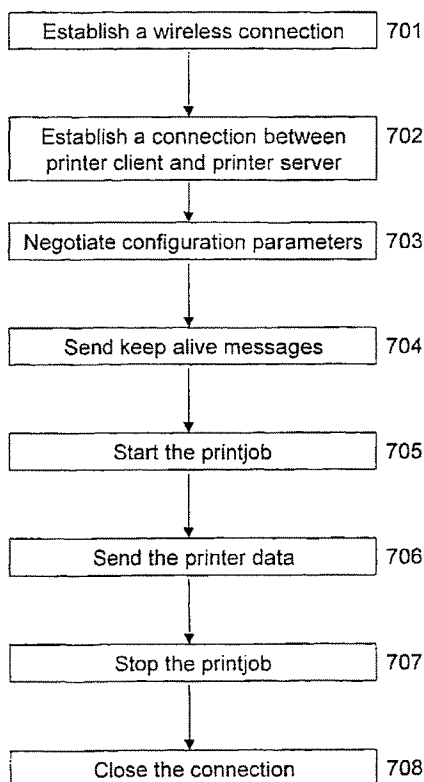 Establish a wireless connection 701
Establish a connection between 702
printer client and printer server
Negotiate configuration parameters 703
Send keep alive messages 704
Start the printjob 705
Send the printer data 706
Stop the printjob 707
Close the connection 708